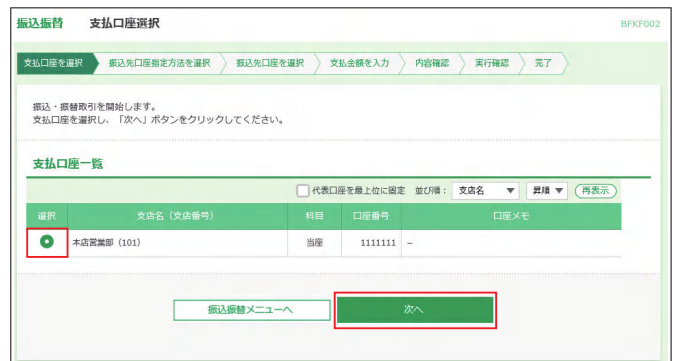 振込振替 支払口座選択 BFKF002
支払口座を選択 振込先口座指定方法を選択 振込先口座を選択 支払金額を入力 内容確認 実行確認 完了
振込・振替取引を開始します。
支払口座を選択し、「次へ」ボタンをクリックしてください。
支払口座一覧
代表口座を最上位に固定 並び順： 支店名 ▼ 昇順 ▼ 再表示
選択 支店名（支店番号） 科目 口座番号 口座メモ
本店営業部（101） 当座 1111111 －
振込振替メニューへ 次へ